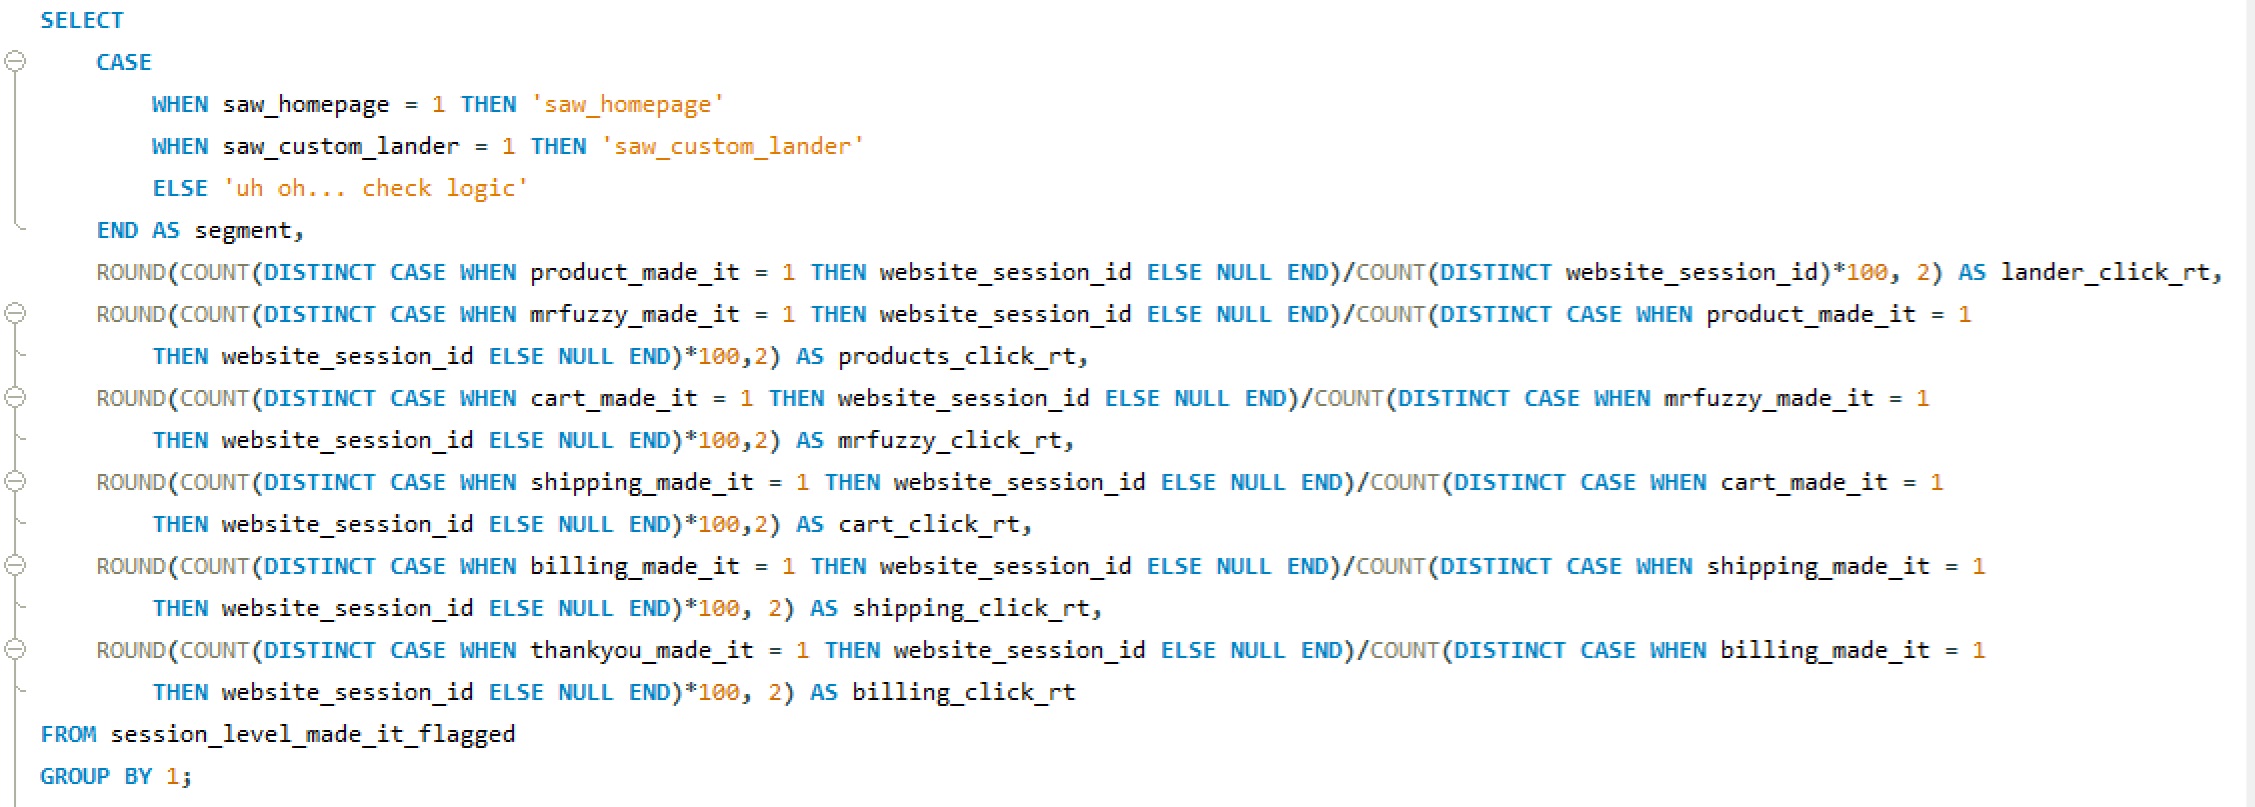 SELECT
CASE
WHEN saw_homepage = 1 THEN 'saw_homepage'
WHEN saw_custom_lander = 1 THEN 'saw_custom_lander'
ELSE 'uh oh... check logic'
END AS segment,
ROUND(COUNT(DISTINCT CASE WHEN product_made_it = 1 THEN website_session_id ELSE NULL END)/COUNT(DISTINCT website_session_id)*100, 2) AS lander_click_rt,
ROUND(COUNT(DISTINCT CASE WHEN mrfuzzy_made_it = 1 THEN website_session_id ELSE NULL END)/COUNT(DISTINCT CASE WHEN product_made_it = 1
THEN website_session_id ELSE NULL END)*100,2) AS products_click_rt,
ROUND(COUNT(DISTINCT CASE WHEN cart_made_it = 1 THEN website_session_id ELSE NULL END)/COUNT(DISTINCT CASE WHEN mrfuzzy_made_it = 1
THEN website_session_id ELSE NULL END)*100,2) AS mrfuzzy_click_rt,
ROUND(COUNT(DISTINCT CASE WHEN shipping_made_it = 1 THEN website_session_id ELSE NULL END)/COUNT(DISTINCT CASE WHEN cart_made_it = 1
THEN website_session_id ELSE NULL END)*100,2) AS cart_click_rt,
ROUND(COUNT(DISTINCT CASE WHEN billing_made_it = 1 THEN website_session_id ELSE NULL END)/COUNT(DISTINCT CASE WHEN shipping_made_it = 1
THEN website_session_id ELSE NULL END)*100, 2) AS shipping_click_rt,
ROUND(COUNT(DISTINCT CASE WHEN thankyou_made_it = 1 THEN website_session_id ELSE NULL END)/COUNT(DISTINCT CASE WHEN billing_made_it = 1
THEN website_session_id ELSE NULL END)*100, 2) AS billing_click_rt
FROM session_level_made_it_flagged
GROUP BY 1;